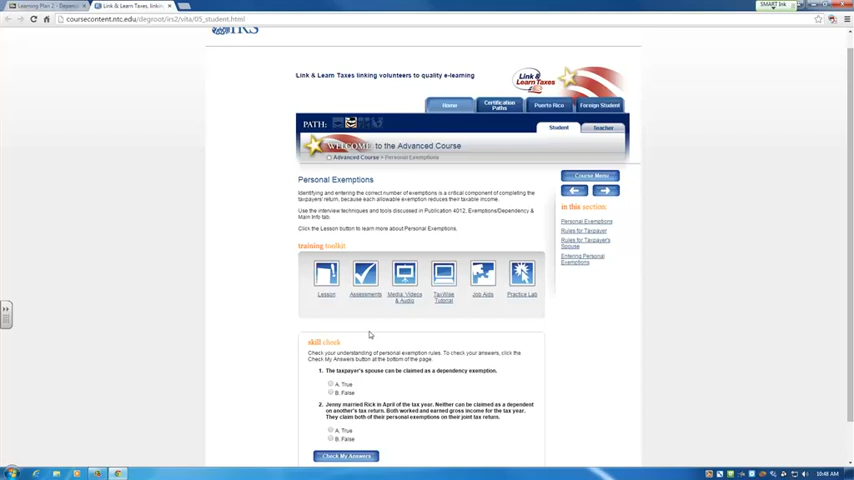 Learning Plan 2 - Depende
Link & Learn Taxes, linkin
SMART Ink
coursecontent.ntc.edu/degroot/irs2/vita/05_student.html
IRS
Link & Learn Taxes linking volunteers to quality e-learning
Link &
Learn Taxes
Home
Certification
Paths
Puerto Rico
Foreign Student
PATH:
Student
Teacher
WELCOME to the Advanced Course
Advanced Course > Personal Exemptions
Personal Exemptions
Identifying and entering the correct number of exemptions is a critical component of completing the
taxpayers' return, because each allowable exemption reduces their taxable income.
Use the interview techniques and tools discussed in Publication 4012, Exemptions/Dependency &
Main Info tab.
Click the Lesson button to learn more about Personal Exemptions.
training toolkit
Lesson
Assessments
Media: Videos
& Audio
TaxWise
Tutorial
Job Aids
Practice Lab
Course Menu
in this section:
Personal Exemptions
Rules for Taxpayer
Rules for Taxpayer's
Spouse
Entering Personal
Exemptions
skill check
Check your understanding of personal exemption rules. To check your answers, click the
Check My Answers button at the bottom of the page.
1. The taxpayer's spouse can be claimed as a dependency exemption.
A. True
B. False
2. Jenny married Rick in April of the tax year. Neither can be claimed as a dependent
on another's tax return. Both worked and earned gross income for the tax year.
They claim both of their personal exemptions on their joint tax return.
A. True
B. False
Check My Answers
10:48 AM